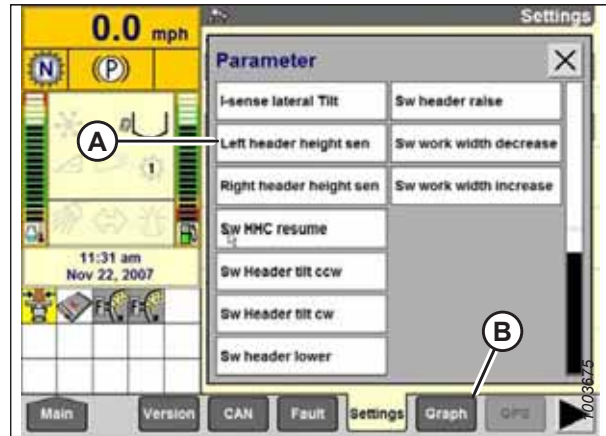 0.0 mph
Settings
N
(P)
Parameter
I-sense lateral Tilt
Sw header raise
A
Left header height sen
Sw work width decrease
1
Right header height sen
Sw work width increase
Sw HHC resume
11:31 am
Nov 22, 2007
Sw Header tilt ccw
Sw Header tilt cw
B
Sw header lower
1003675
Main
Version
CAN
Fault
Settings
Graph
GPS